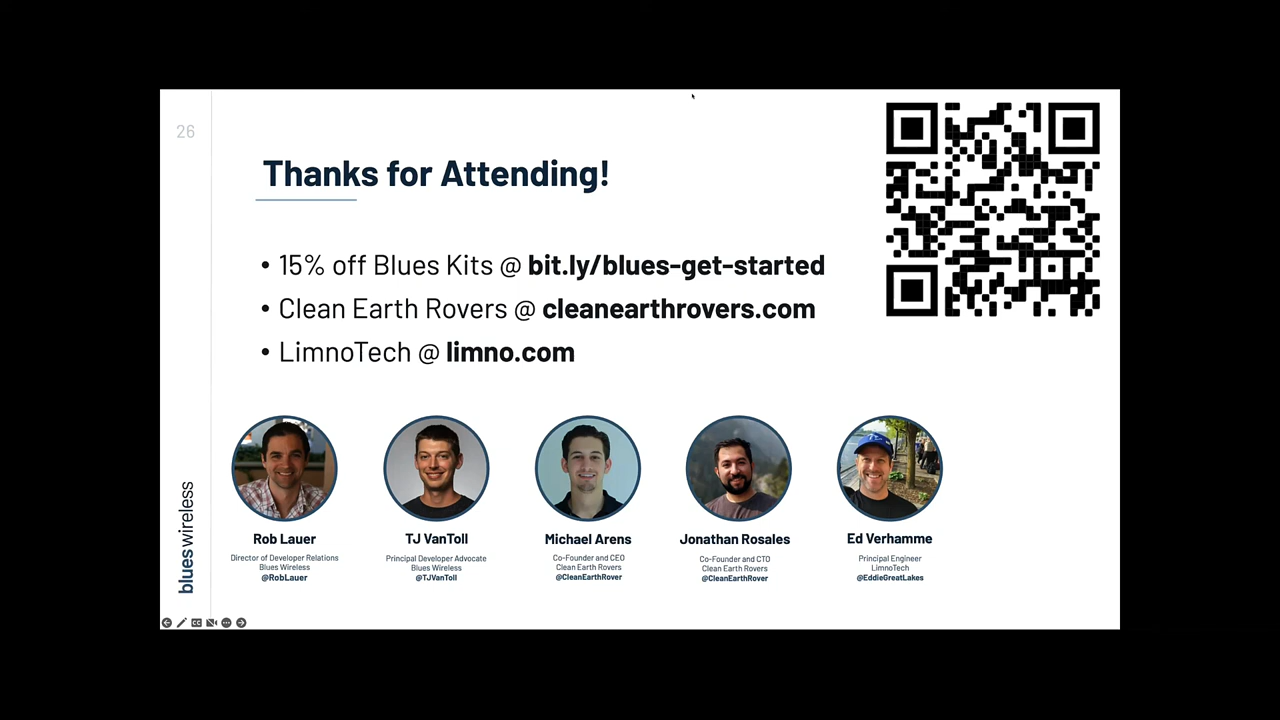 26
Thanks for Attending!
• 15% off Blues Kits @ bit.ly/blues-get-started
• Clean Earth Rovers @ cleanearthrovers.com
• LimnoTech @ limno.com
Rob Lauer
Director of Developer Relations
Blues Wireless
@RobLauer
TJ VanToll
Principal Developer Advocate
Blues Wireless
@TJVanToll
Michael Arens
Co-Founder and CEO
Clean Earth Rovers
@CleanEarthRover
Jonathan Rosales
Co-Founder and CTO
Clean Earth Rovers
@CleanEarthRover
Ed Verhamme
Principal Engineer
LimnoTech
@EddieGreatLakes
blues wireless